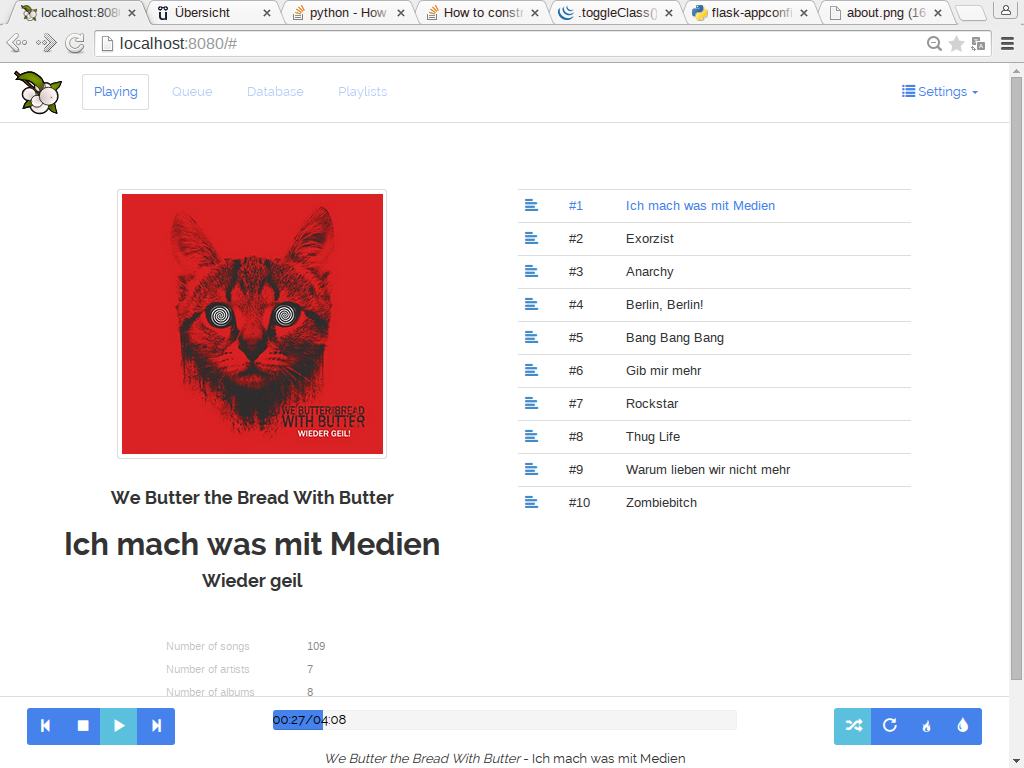 localhost:808
Übersicht
python - How
How to constr
.toggleClass()
flask-appconfi
about.png (16
localhost:8080/#
Playing
Queue
Database
Playlists
Settings
WE BUTTER THE BREAD
WITH BUTTER
WIEDER GEIL!
We Butter the Bread With Butter
Ich mach was mit Medien
Wieder geil
Number of songs 109
Number of artists 7
Number of albums 8
#1 Ich mach was mit Medien
#2 Exorzist
#3 Anarchy
#4 Berlin, Berlin!
#5 Bang Bang Bang
#6 Gib mir mehr
#7 Rockstar
#8 Thug Life
#9 Warum lieben wir nicht mehr
#10 Zombiebitch
00:27/04:08
We Butter the Bread With Butter - Ich mach was mit Medien